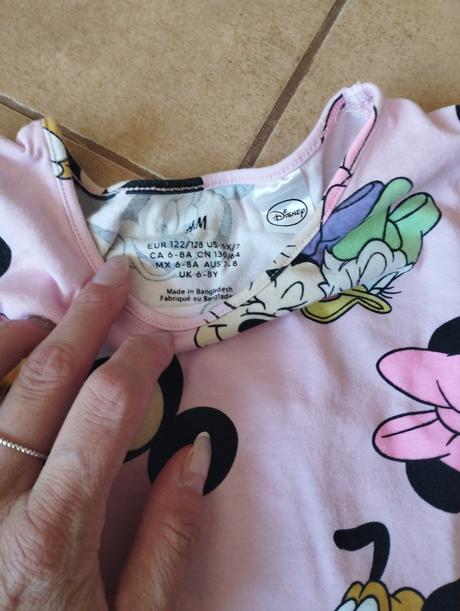 H&M
Disney
EUR 122/128 US 6X/7
CA 6-8A CN 130/64
MX 6-8A AUS 7-8
UK 6-8Y
Made in Bangladesh
Fabriqué au Bangladesh